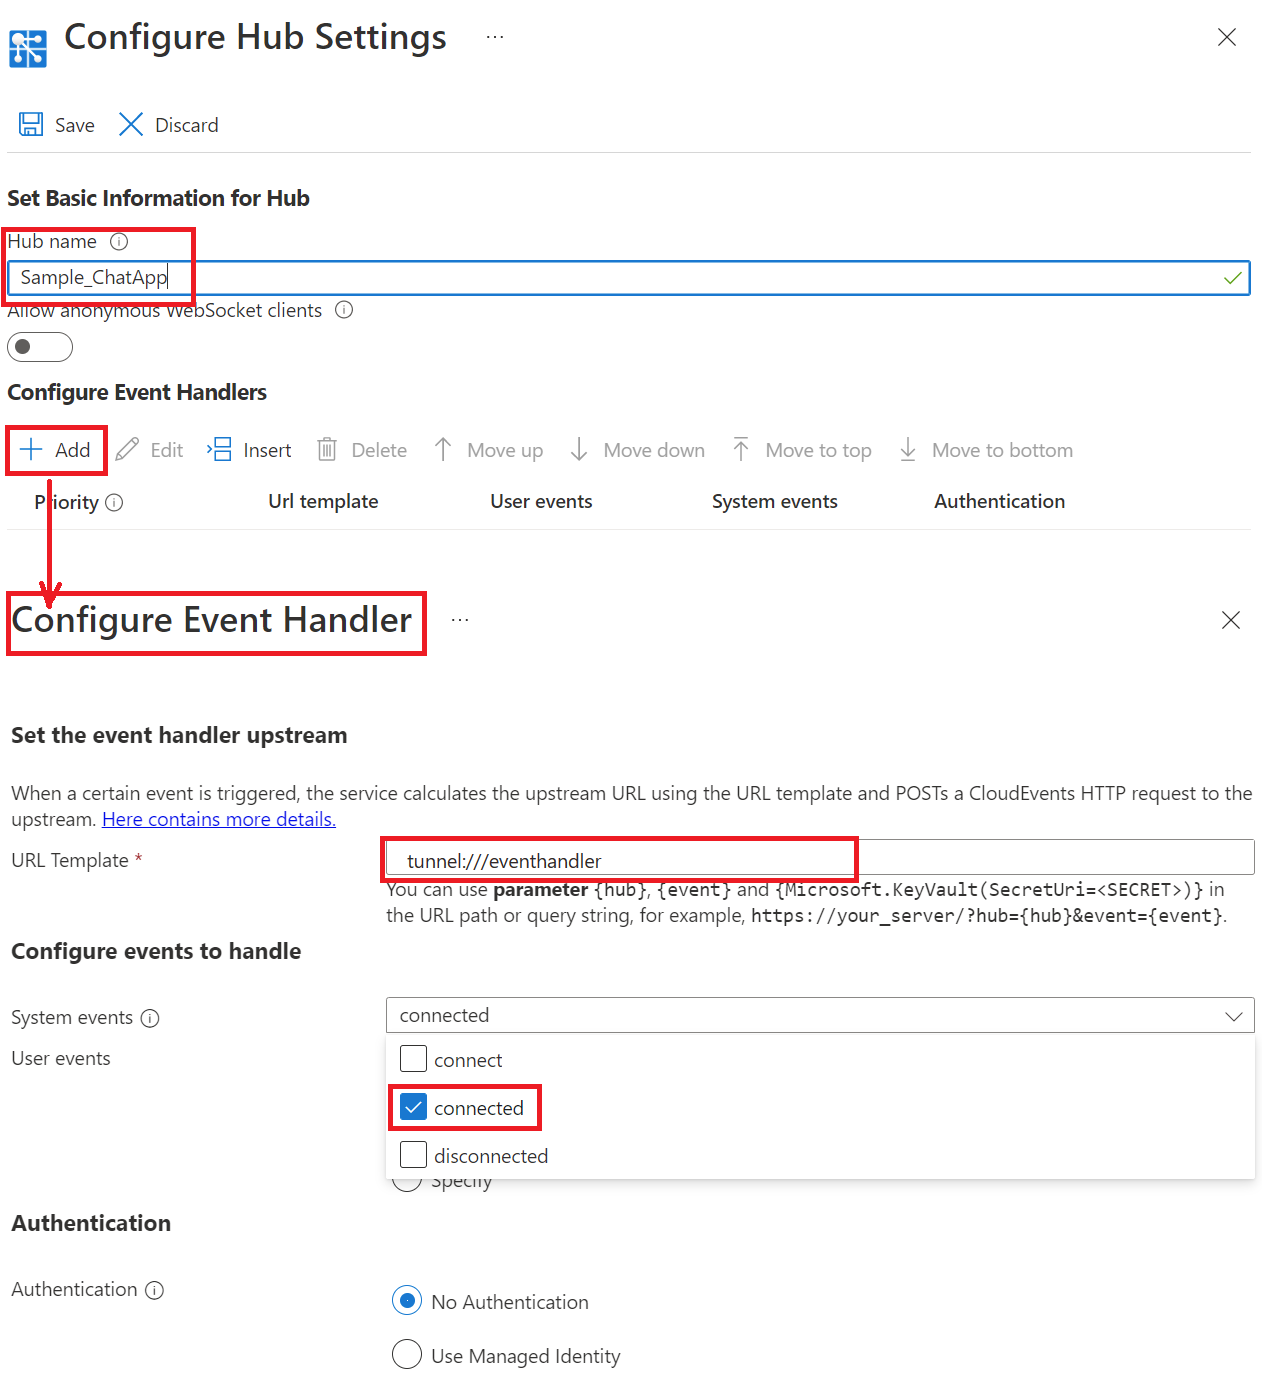 Configure Hub Settings ...
Save Discard
Set Basic Information for Hub
Hub name
Sample_ChatApp
Allow anonymous WebSocket clients
Configure Event Handlers
Add Edit Insert Delete Move up Move down Move to top Move to bottom
Priority Url template User events System events Authentication
Configure Event Handler ...
Set the event handler upstream
When a certain event is triggered, the service calculates the upstream URL using the URL template and POSTs a CloudEvents HTTP request to the
upstream. Here contains more details.
URL Template *
tunnel:///eventhandler
You can use parameter {hub}, {event} and {Microsoft.KeyVault(SecretUri=<SECRET>)} in
the URL path or query string, for example, https://your_server/?hub={hub}&event={event}.
Configure events to handle
System events
connected
User events
connect
connected
disconnected
Specify
Authentication
Authentication
No Authentication
Use Managed Identity